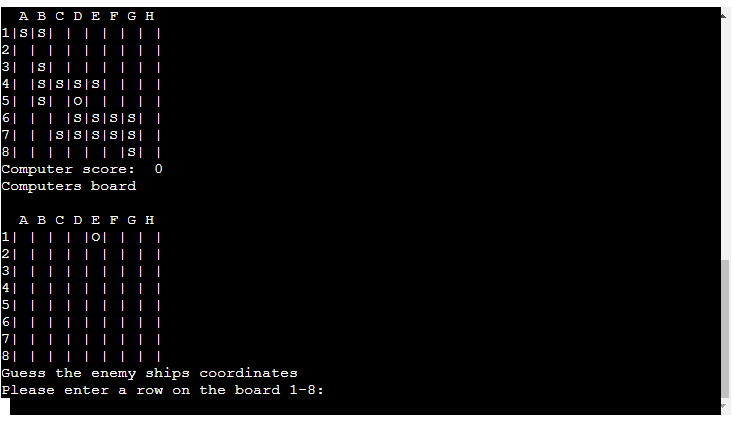 A B C D E F G H
1|S|S| | | | | | |
2| | | | | | | | |
3| |S| | | | | | |
4| |S|S|S|S| | | |
5| |S| |O| | | | |
6| | | |S|S|S|S| |
7| | |S|S|S|S|S| |
8| | | | | | |S| |
Computer score:  0
Computers board
  A B C D E F G H
1| | | | |O| | | |
2| | | | | | | | |
3| | | | | | | | |
4| | | | | | | | |
5| | | | | | | | |
6| | | | | | | | |
7| | | | | | | | |
8| | | | | | | | |
Guess the enemy ships coordinates
Please enter a row on the board 1-8: